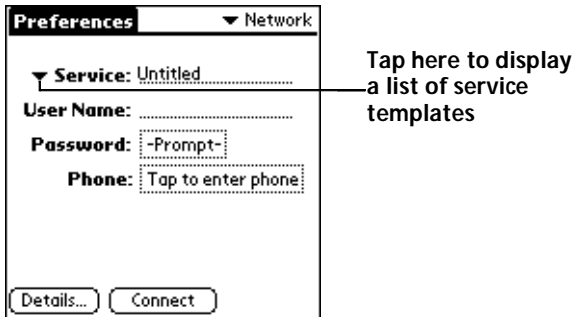 Preferences ▼ Network
▼ Service: Untitled
User Name:
Password: -Prompt-
Phone: Tap to enter phone
Details... Connect
Tap here to display
a list of service
templates